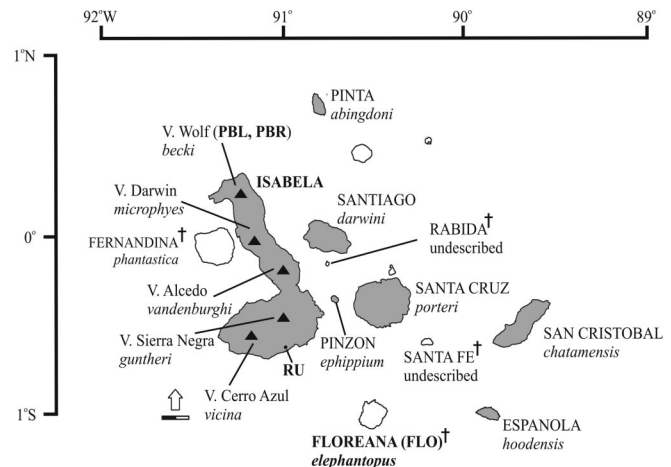 92°W
91°
90°
89°
1°N
0°
1°S
PINTA
abingdoni
V. Wolf (PBL, PBR)
becki
ISABELA
V. Darwin
microphyes
SANTIAGO
darwini
RABIDA†
undescribed
FERNANDINA†
phantastica
V. Alcedo
vandenburghi
SANTA CRUZ
porteri
V. Sierra Negra
guntheri
PINZON
ephippium
SAN CRISTOBAL
chatamensis
SANTA FE†
undescribed
RU
V. Cerro Azul
vicina
FLOREANA (FLO)†
elephantopus
ESPANOLA
hoodensis